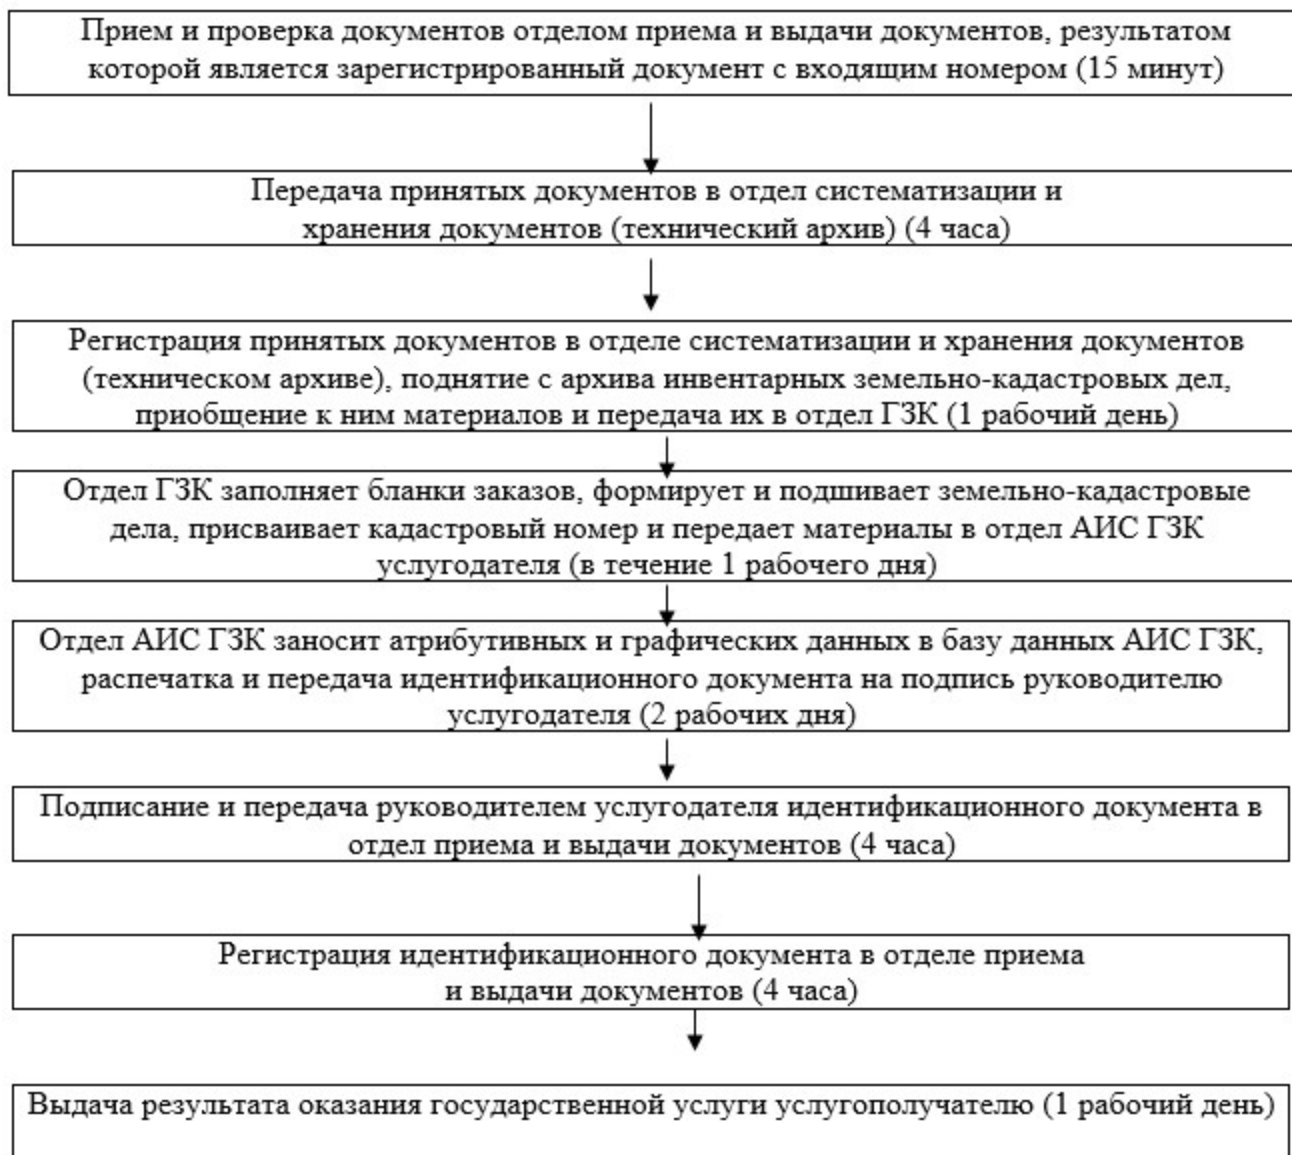 Прием и проверка документов отделом приема и выдачи документов, результатом
которой является зарегистрированный документ с входящим номером (15 минут)
Передача принятых документов в отдел систематизации и
хранения документов (технический архив) (4 часа)
Регистрация принятых документов в отделе систематизации и хранения документов
(техническом архиве), поднятие с архива инвентарных земельно-кадастровых дел,
приобщение к ним материалов и передача их в отдел ГЗК (1 рабочий день)
Отдел ГЗК заполняет бланки заказов, формирует и подшивает земельно-кадастровые
дела, присваивает кадастровый номер и передает материалы в отдел АИС ГЗК
услугодателя (в течение 1 рабочего дня)
Отдел АИС ГЗК заносит атрибутивных и графических данных в базу данных АИС ГЗК,
распечатка и передача идентификационного документа на подпись руководителю
услугодателя (2 рабочих дня)
Подписание и передача руководителем услугодателя идентификационного документа в
отдел приема и выдачи документов (4 часа)
Регистрация идентификационного документа в отделе приема
и выдачи документов (4 часа)
Выдача результата оказания государственной услуги услугополучателю (1 рабочий день)